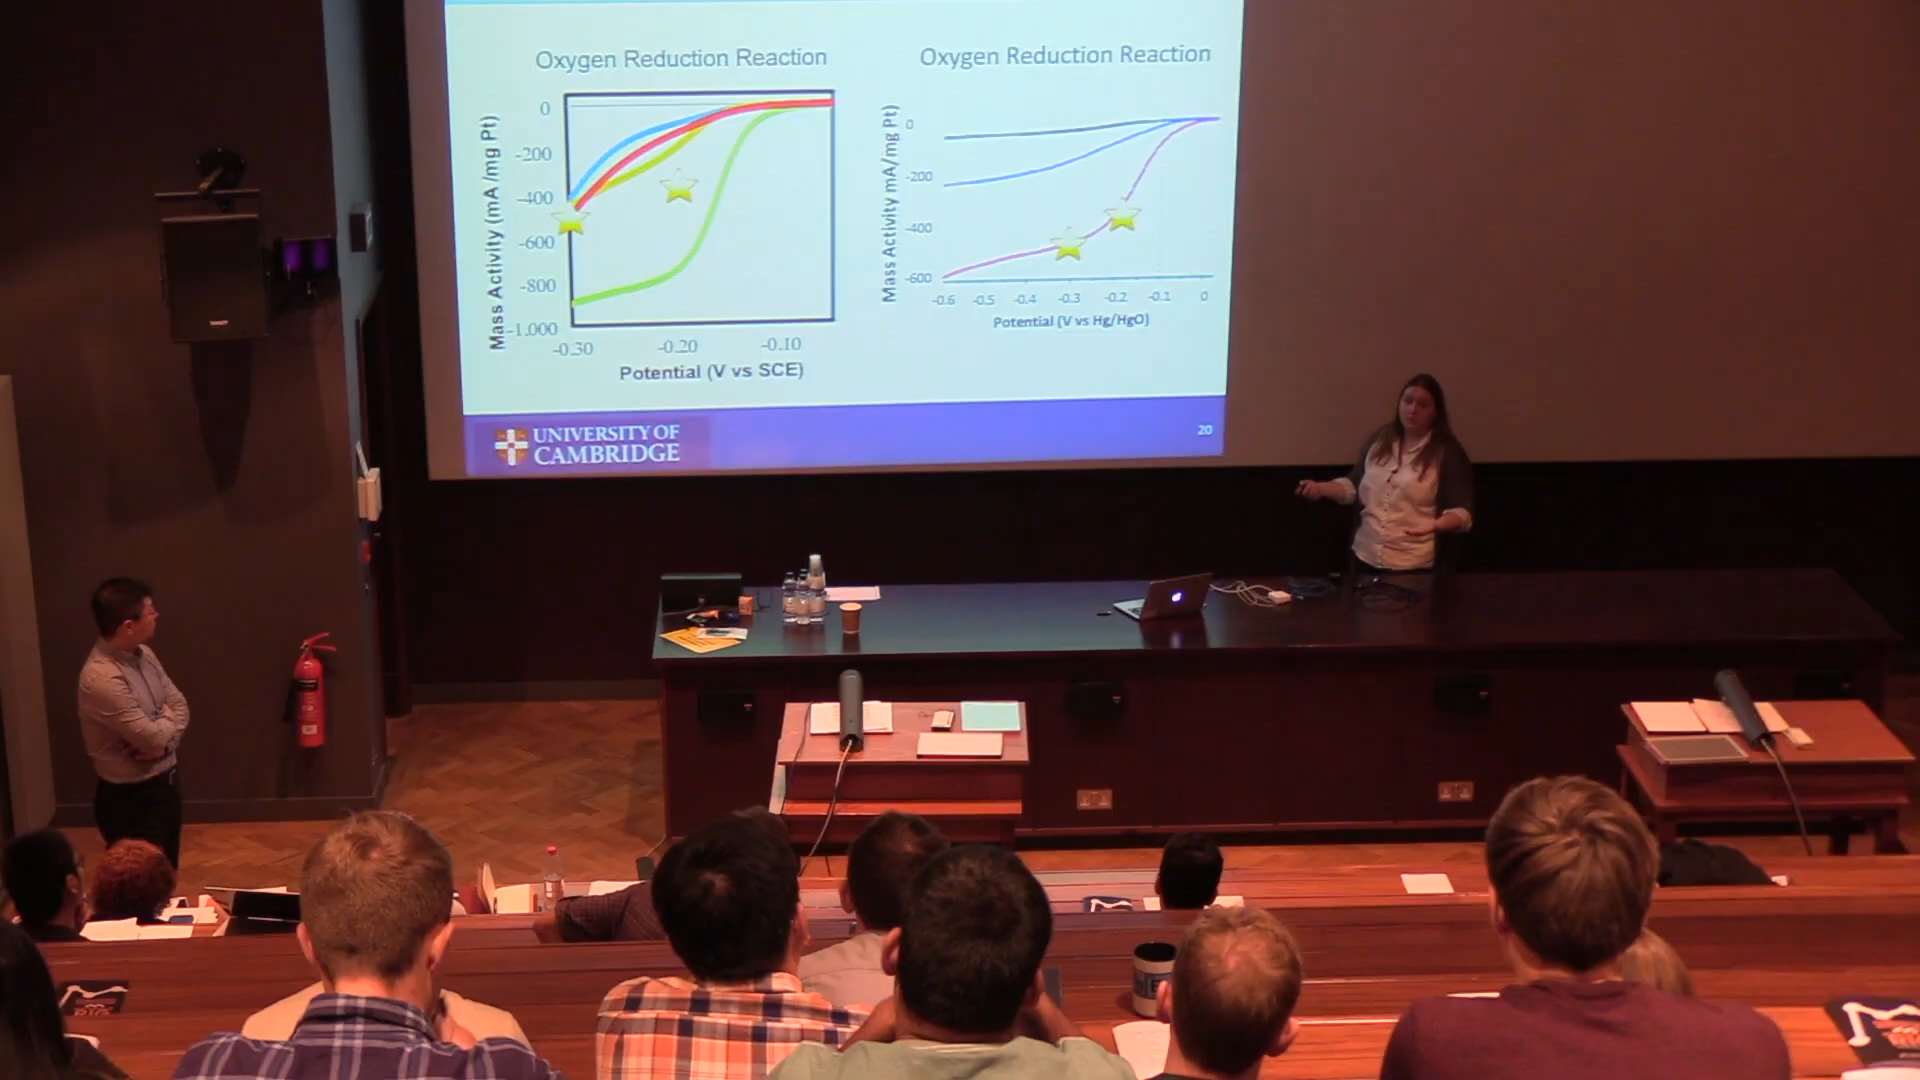 Oxygen Reduction Reaction
Mass Activity (mA/mg Pt)
0
-200
-400
-600
-800
-1.000
-0.30
-0.20
-0.10
Potential (V vs SCE)
Oxygen Reduction Reaction
Mass Activity mA/mg Pt)
0
-200
-400
-600
-0.6
-0.5
-0.4
-0.3
-0.2
-0.1
0
Potential (V vs Hg/HgO)
UNIVERSITY OF
CAMBRIDGE
20